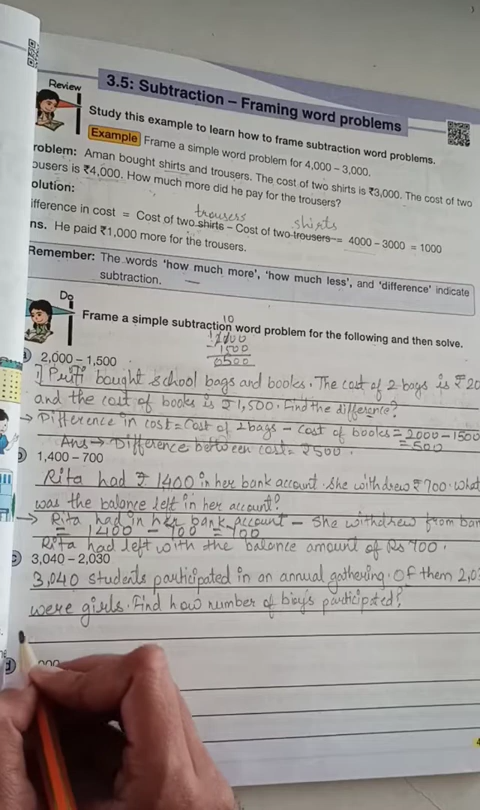 Review
3.5: Subtraction – Framing word problems
Study this example to learn how to frame subtraction word problems.
Example Frame a simple word problem for 4,000 – 3,000.
roblem: Aman bought shirts and trousers. The cost of two shirts is ₹3,000. The cost of two
ousers is ₹4,000. How much more did he pay for the trousers?
olution:
trousess shirts
ifference in cost = Cost of two shirts – Cost of two trousers = 4000 – 3000 = 1000
ns. He paid ₹1,000 more for the trousers.
Remember: The words 'how much more', 'how much less', and 'difference' indicate
subtraction.
Do
Frame a simple subtraction word problem for the following and then solve.
10
1500
0500
2,000 – 1,500
bought school bags and books. The cost of 2 bags is ₹20
and the cost of books is ₹1,500. Find the difference?
→ Difference in cost = Cost of 2 bags – Cost of books = 2000 – 1500
= 500
Ans → Difference between cost = ₹500.
1,400 – 700
Rita had ₹1400 in her bank account. She withdrew ₹700. What
was the balance left in her account?
→ Rita had in her bank account – She withdrew from ban
= 1400 – 700 = 700
Rita had left with the balance amount of Rs 700.
c 3,040 – 2,030
3,040 students participated in an annual gathering. Of them 2,03
were girls. Find how number of boys participated?
d